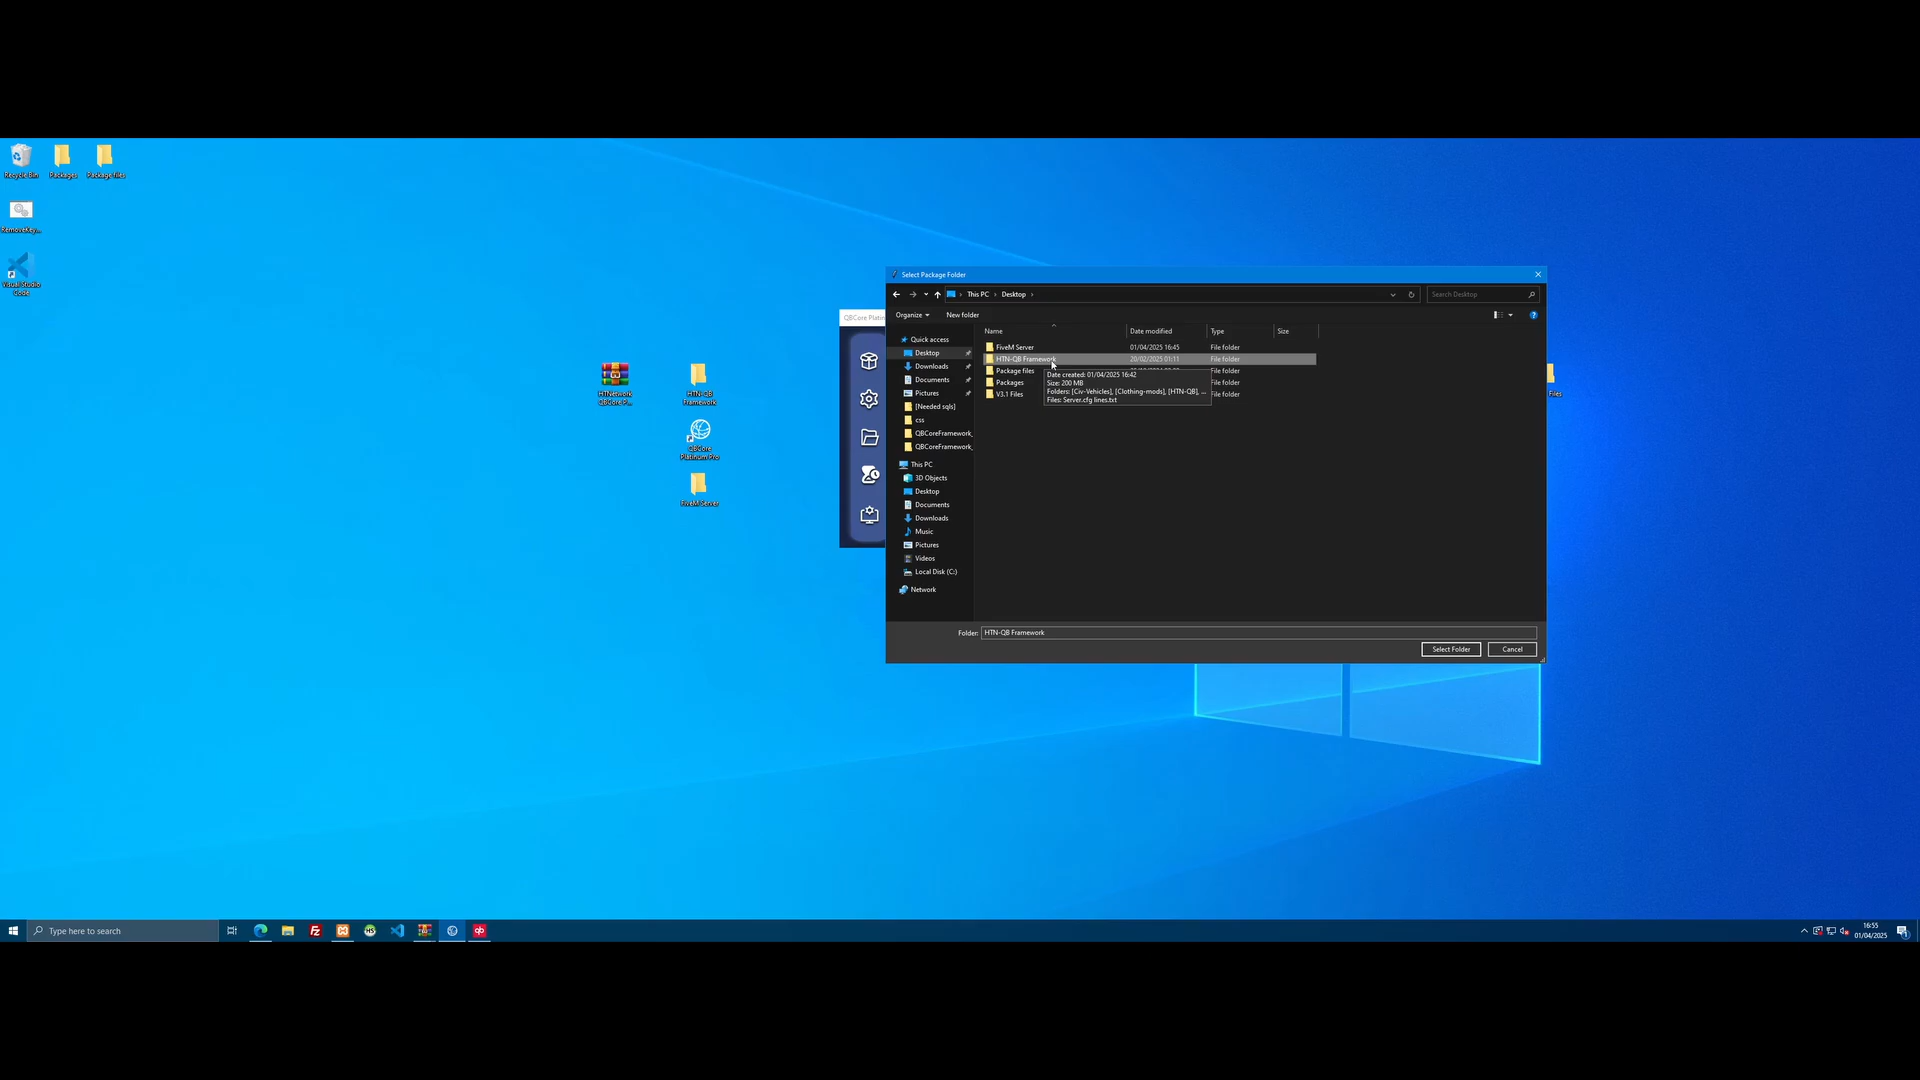 Recycle Bin
Packages
Package files
RemoveKey...
Visual Studio
Code
HTNetwork
QBCore Pl...
HTN-QB
Framework
QBCore
Platinum Pro
FiveM Server
QBCore Platin
Select Package Folder
This PC
Desktop
Search Desktop
Organize
New folder
Quick access
Desktop
Downloads
Documents
Pictures
[Needed sqls]
css
QBCoreFramework_
QBCoreFramework_
This PC
3D Objects
Desktop
Documents
Downloads
Music
Pictures
Videos
Local Disk (C:)
Network
Name
Date modified
Type
Size
FiveM Server
01/04/2025 16:45
File folder
HTN-QB Framework
20/02/2025 01:11
File folder
Package files
File folder
Packages
File folder
V3.1 Files
File folder
Date created: 01/04/2025 16:42
Size: 200 MB
Folders: [Civ-Vehicles], [Clothing-mods], [HTN-QB], ...
Files: Server.cfg lines.txt
Folder:
HTN-QB Framework
Select Folder
Cancel
Files
Type here to search
16:55
01/04/2025